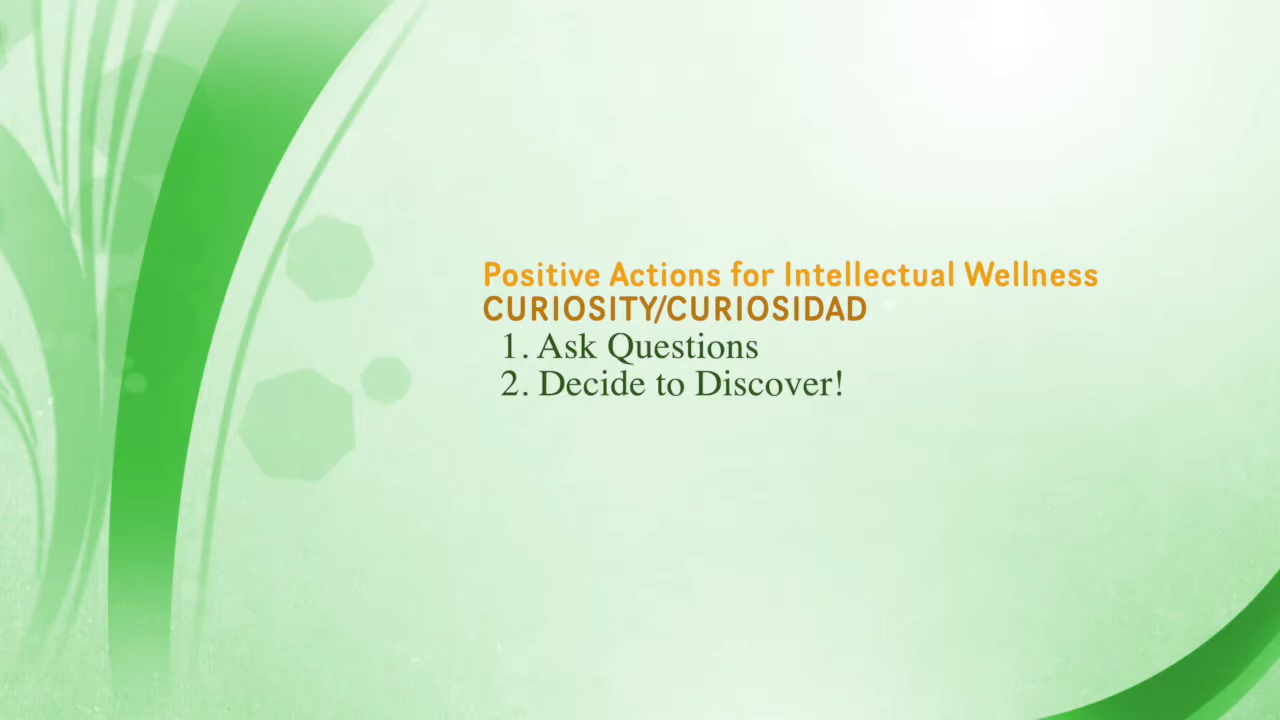 Positive Actions for Intellectual Wellness
CURIOSITY/CURIOSIDAD
1. Ask Questions
2. Decide to Discover!